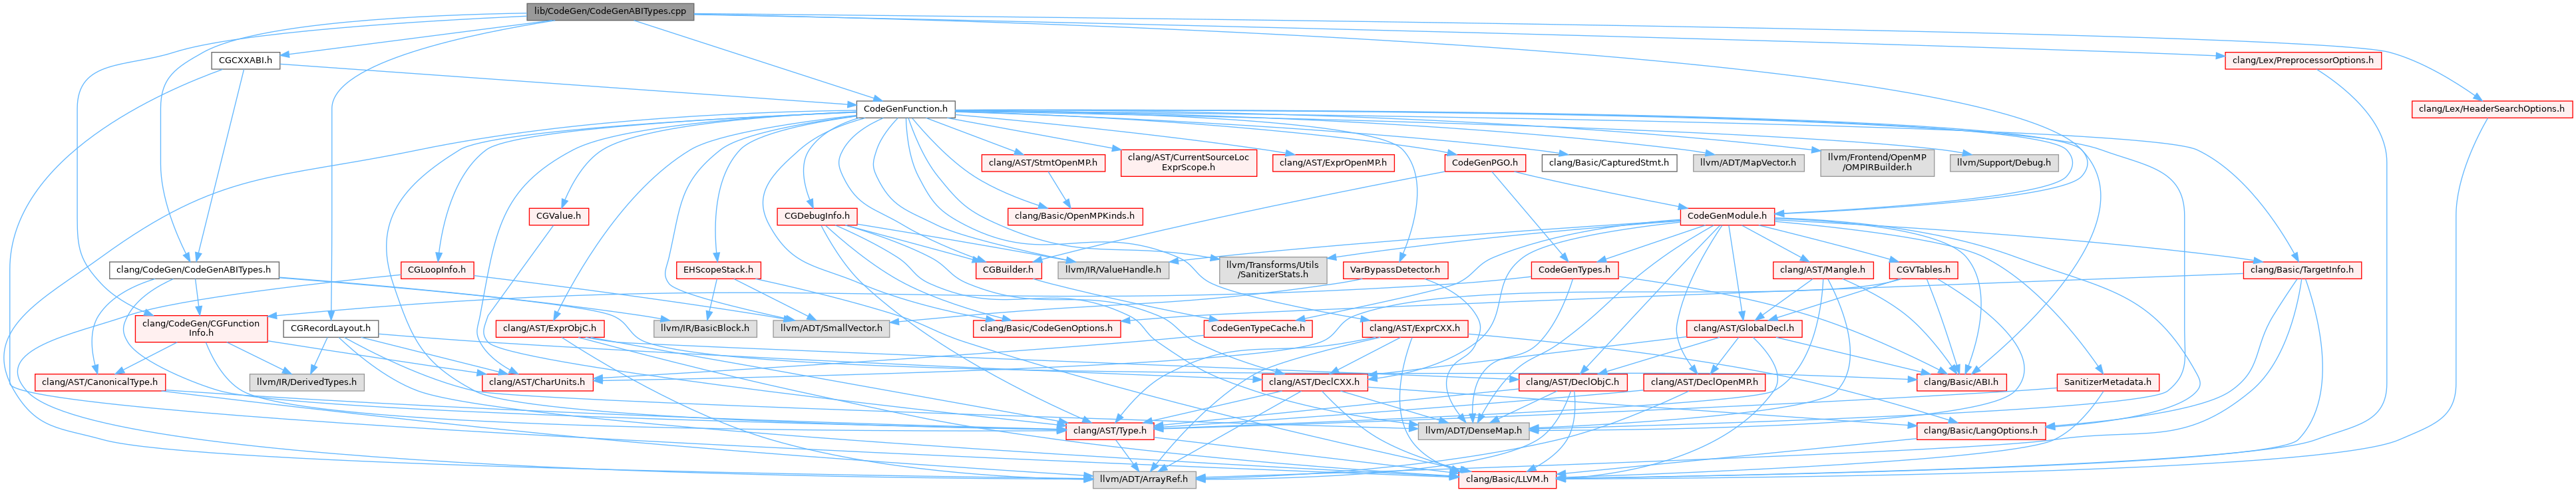 lib/CodeGen/CodeGenABITypes.cpp
CGCXXABI.h
clang/Lex/PreprocessorOptions.h
CodeGenFunction.h
clang/Lex/HeaderSearchOptions.h
clang/AST/StmtOpenMP.h
clang/AST/CurrentSourceLoc
ExprScope.h
clang/AST/ExprOpenMP.h
CodeGenPGO.h
clang/Basic/CapturedStmt.h
llvm/ADT/MapVector.h
llvm/Frontend/OpenMP
/OMPIRBuilder.h
llvm/Support/Debug.h
CGValue.h
CGDebugInfo.h
clang/Basic/OpenMPKinds.h
CodeGenModule.h
clang/CodeGen/CodeGenABITypes.h
CGLoopInfo.h
EHScopeStack.h
CGBuilder.h
llvm/IR/ValueHandle.h
llvm/Transforms/Utils
/SanitizerStats.h
VarBypassDetector.h
CodeGenTypes.h
clang/AST/Mangle.h
CGVTables.h
clang/Basic/TargetInfo.h
clang/CodeGen/CGFunction
Info.h
CGRecordLayout.h
clang/AST/ExprObjC.h
llvm/IR/BasicBlock.h
llvm/ADT/SmallVector.h
clang/Basic/CodeGenOptions.h
CodeGenTypeCache.h
clang/AST/ExprCXX.h
clang/AST/GlobalDecl.h
clang/AST/CanonicalType.h
llvm/IR/DerivedTypes.h
clang/AST/CharUnits.h
clang/AST/DeclCXX.h
clang/AST/DeclObjC.h
clang/AST/DeclOpenMP.h
clang/Basic/ABI.h
SanitizerMetadata.h
clang/AST/Type.h
llvm/ADT/DenseMap.h
clang/Basic/LangOptions.h
llvm/ADT/ArrayRef.h
clang/Basic/LLVM.h